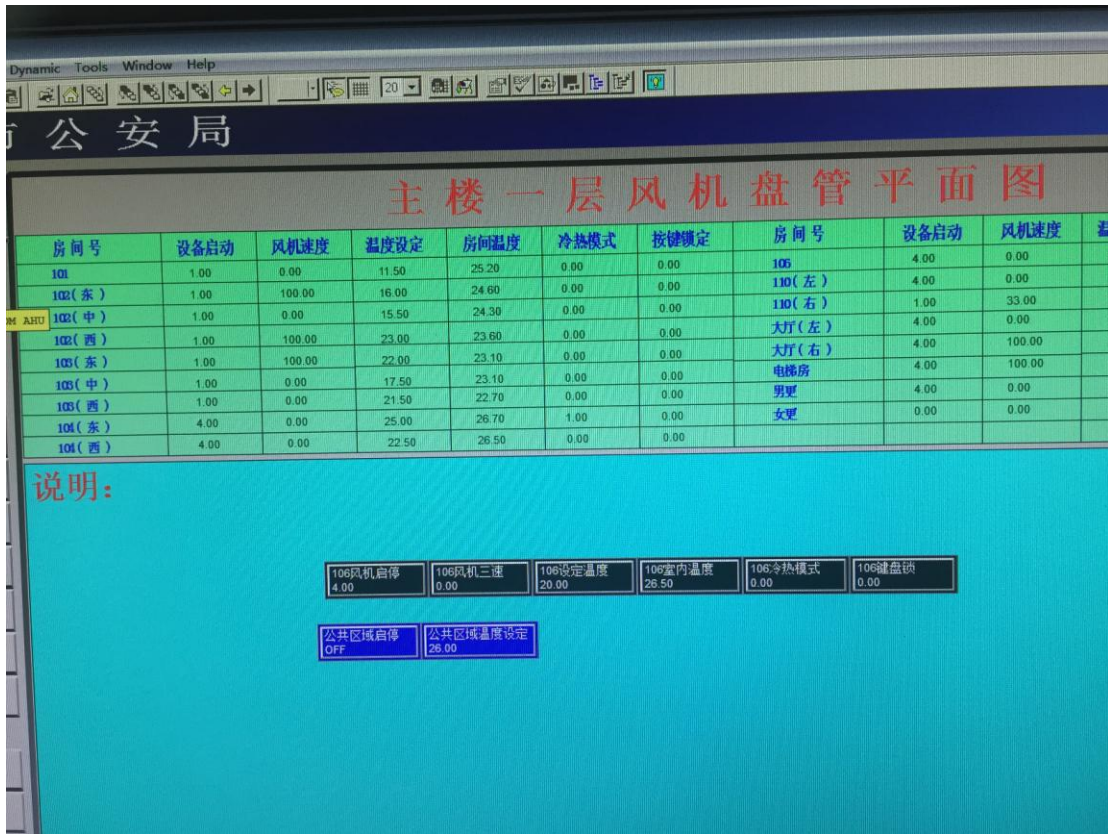 Dynamic Tools Window Help
20
公安局
主楼一层风机盘管平面图
房间号 设备启动 风机速度 温度设定 房间温度 冷热模式 按键锁定 房间号 设备启动 风机速度
101 1.00 0.00 11.50 25.20 0.00 0.00 106 4.00 0.00
102(东) 1.00 100.00 16.00 24.60 0.00 0.00 110(左) 4.00 0.00
AHU 102(中) 1.00 0.00 15.50 24.30 0.00 0.00 110(右) 1.00 33.00
102(西) 1.00 100.00 23.00 23.60 0.00 0.00 大厅(左) 4.00 0.00
103(东) 1.00 100.00 22.00 23.10 0.00 0.00 大厅(右) 4.00 100.00
103(中) 1.00 0.00 17.50 23.10 0.00 0.00 电梯房 4.00 100.00
103(西) 1.00 0.00 21.50 22.70 0.00 0.00 男更 4.00 0.00
104(东) 4.00 0.00 25.00 26.70 1.00 0.00 女更 0.00 0.00
104(西) 4.00 0.00 22.50 26.50 0.00 0.00
说明：
106风机启停 106风机三速 106设定温度 106室内温度 106冷热模式 106键盘锁
4.00 0.00 20.00 26.50 0.00 0.00
公共区域启停 公共区域温度设定
OFF 26.00